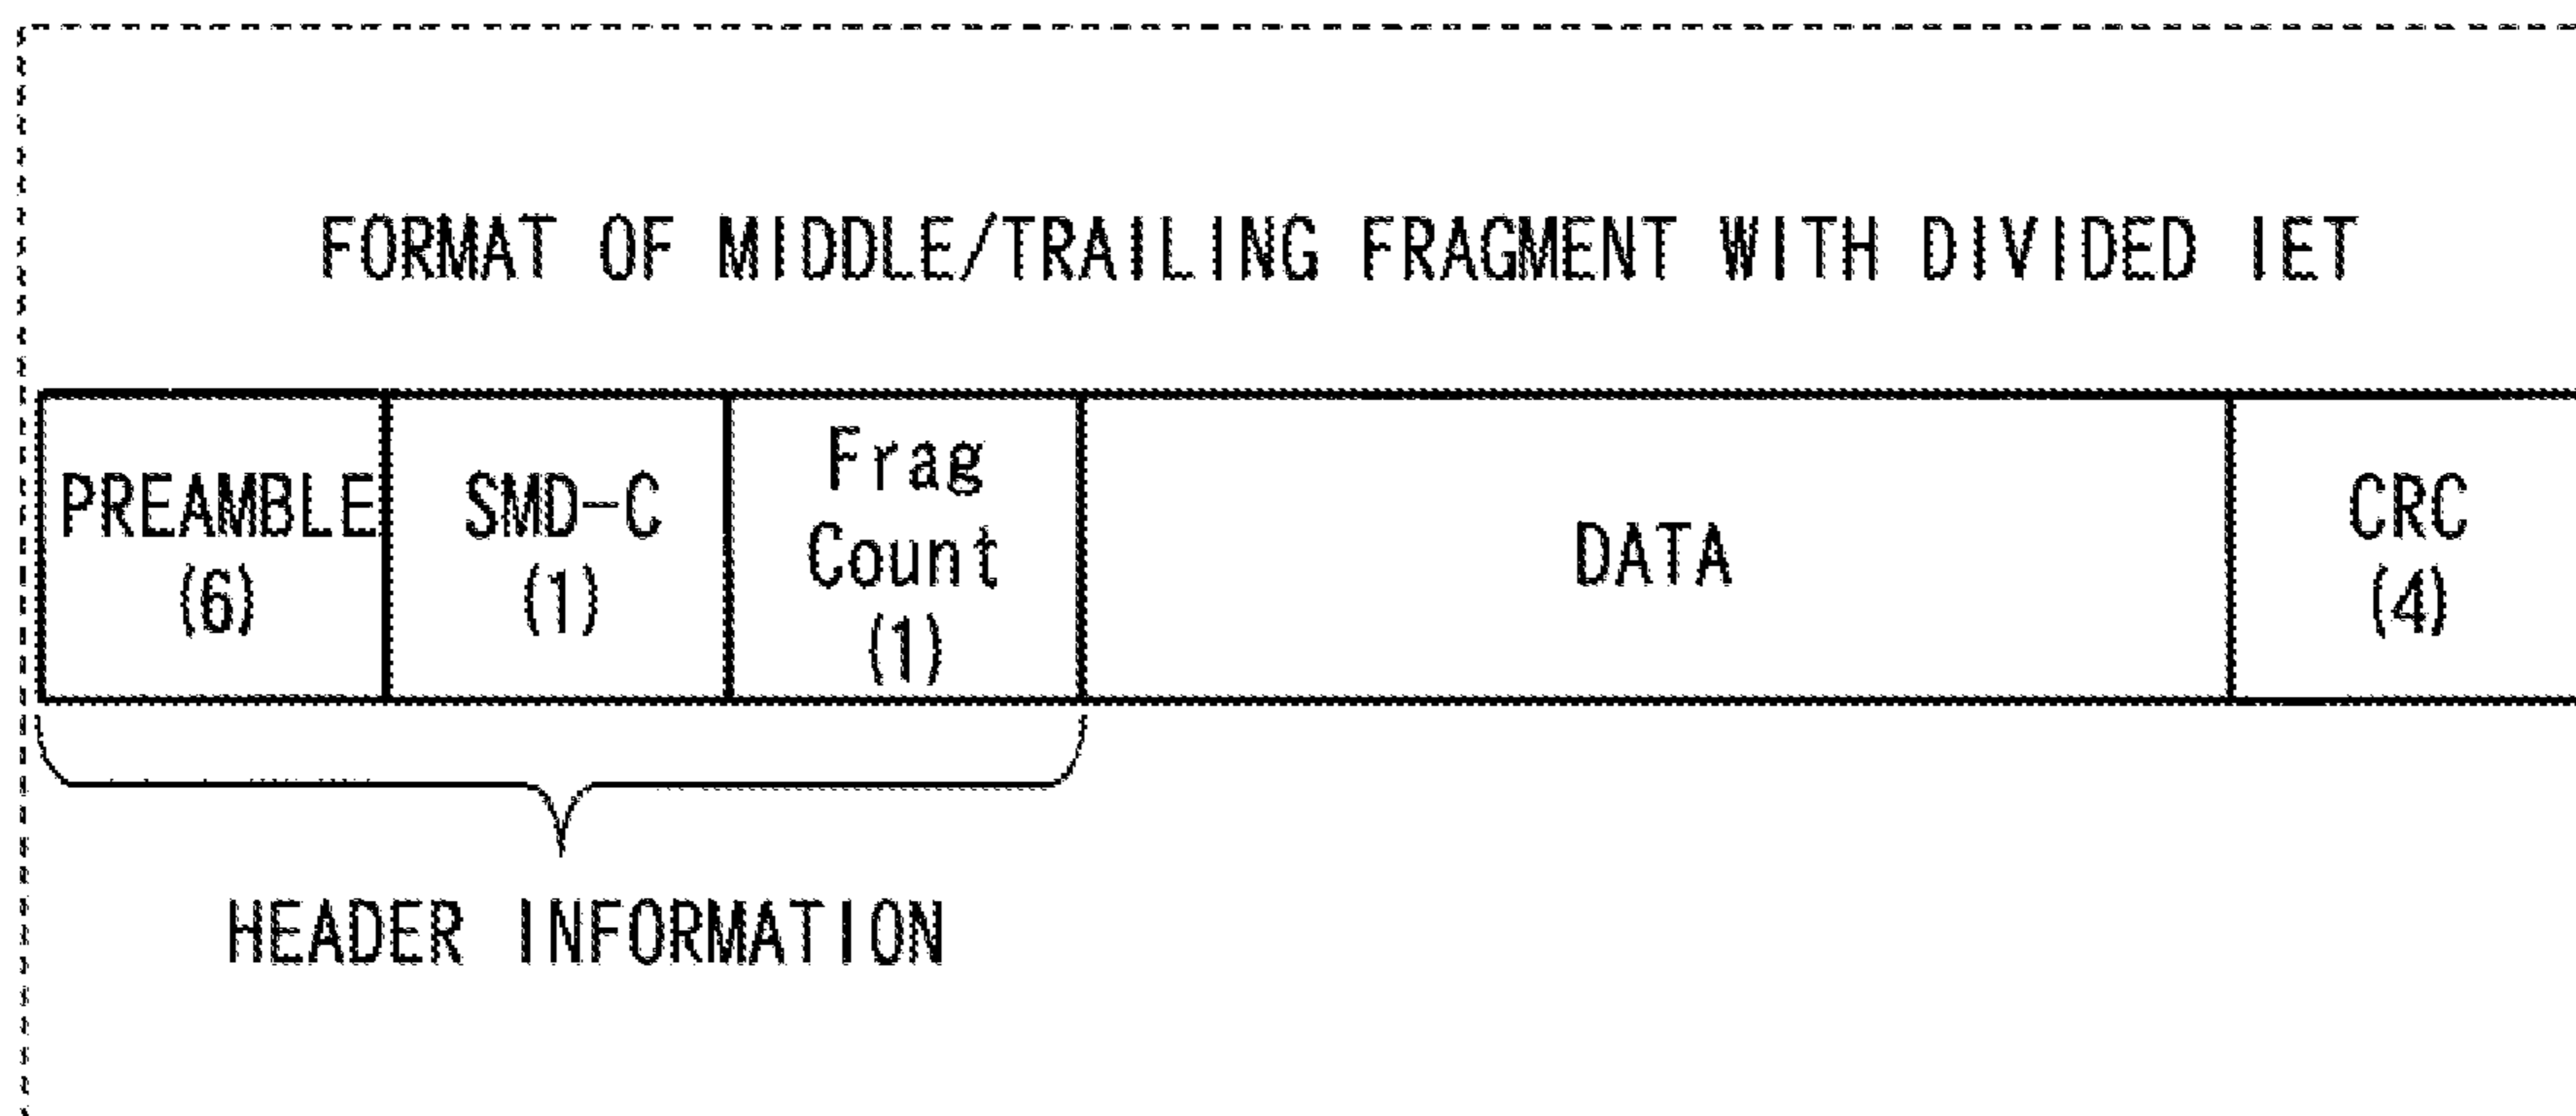 FORMAT OF MIDDLE/TRAILING FRAGMENT WITH DIVIDED IET
PREAMBLE
(6)
SMD-C
(1)
Frag
Count
(1)
DATA
CRC
(4)
HEADER INFORMATION